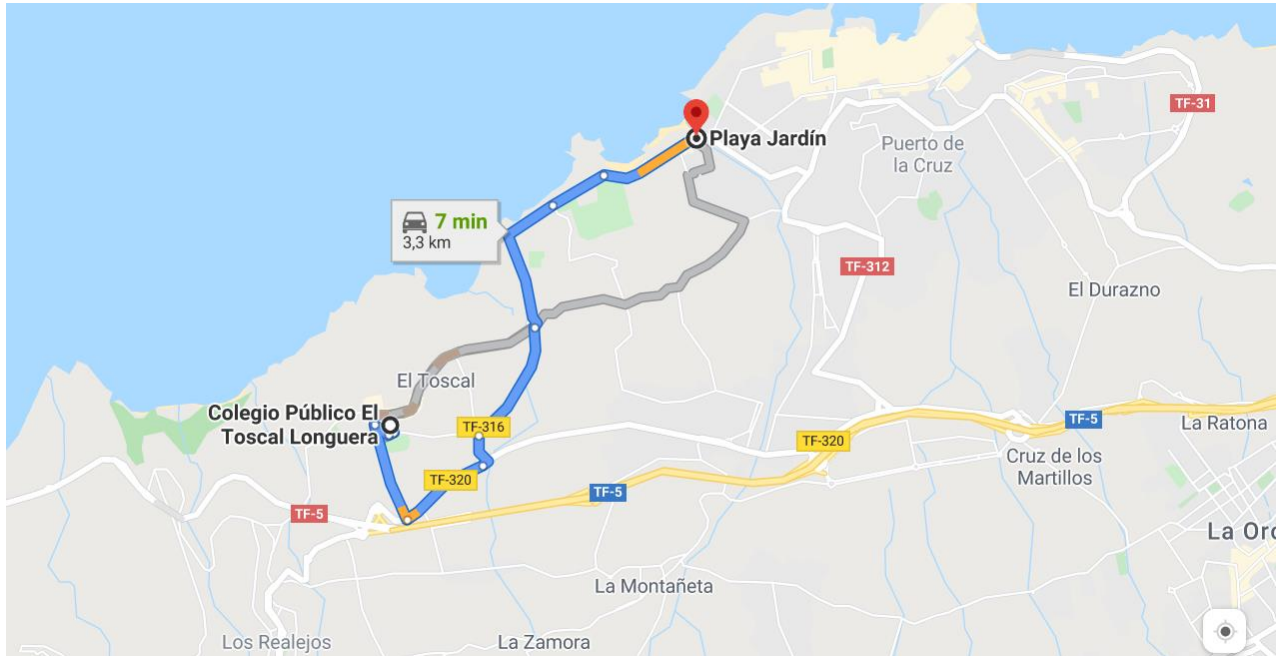 TF-31
Playa Jardín
Puerto de
la Cruz
7 min
3,3 km
TF-312
El Durazno
El Toscal
Colegio Público El
Toscal Longuera
TF-316
TF-5
La Ratona
TF-320
Cruz de los
Martillos
TF-320
TF-5
TF-5
La Oro
La Montañeta
Los Realejos
La Zamora